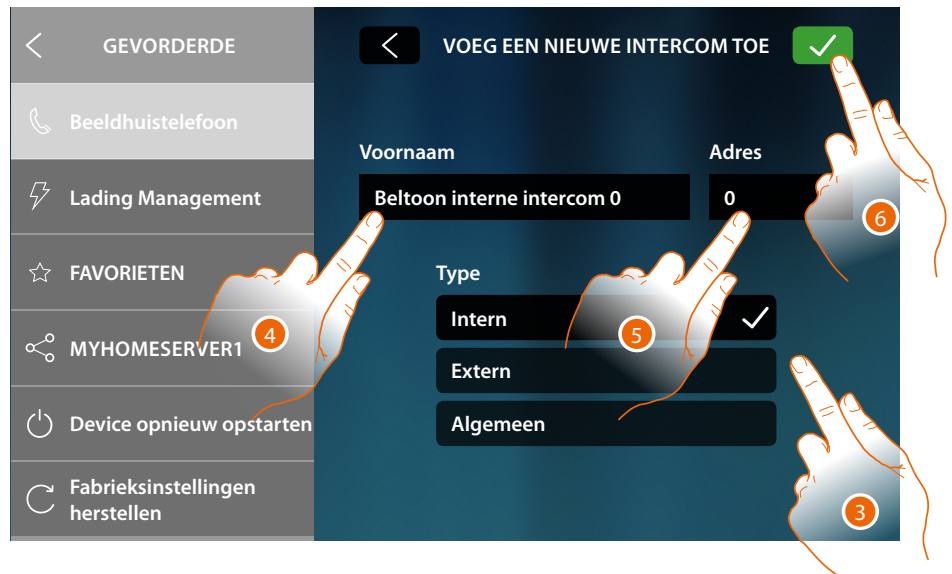 GEVORDERDE
Beeldhuistelefoon
Lading Management
FAVORIETEN
MYHOMESERVER1
Device opnieuw opstarten
Fabrieksinstellingen
herstellen
VOEG EEN NIEUWE INTERCOM TOE
Voornaam
Adres
Beltoon interne intercom 0
0
Type
Intern
Extern
Algemeen
4
5
6
3